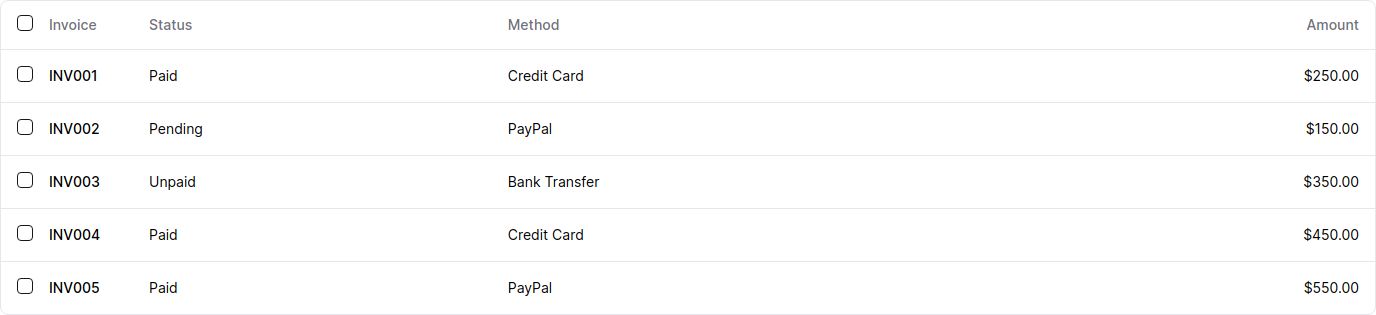 Invoice Status Method Amount
INV001 Paid Credit Card $250.00
INV002 Pending PayPal $150.00
INV003 Unpaid Bank Transfer $350.00
INV004 Paid Credit Card $450.00
INV005 Paid PayPal $550.00